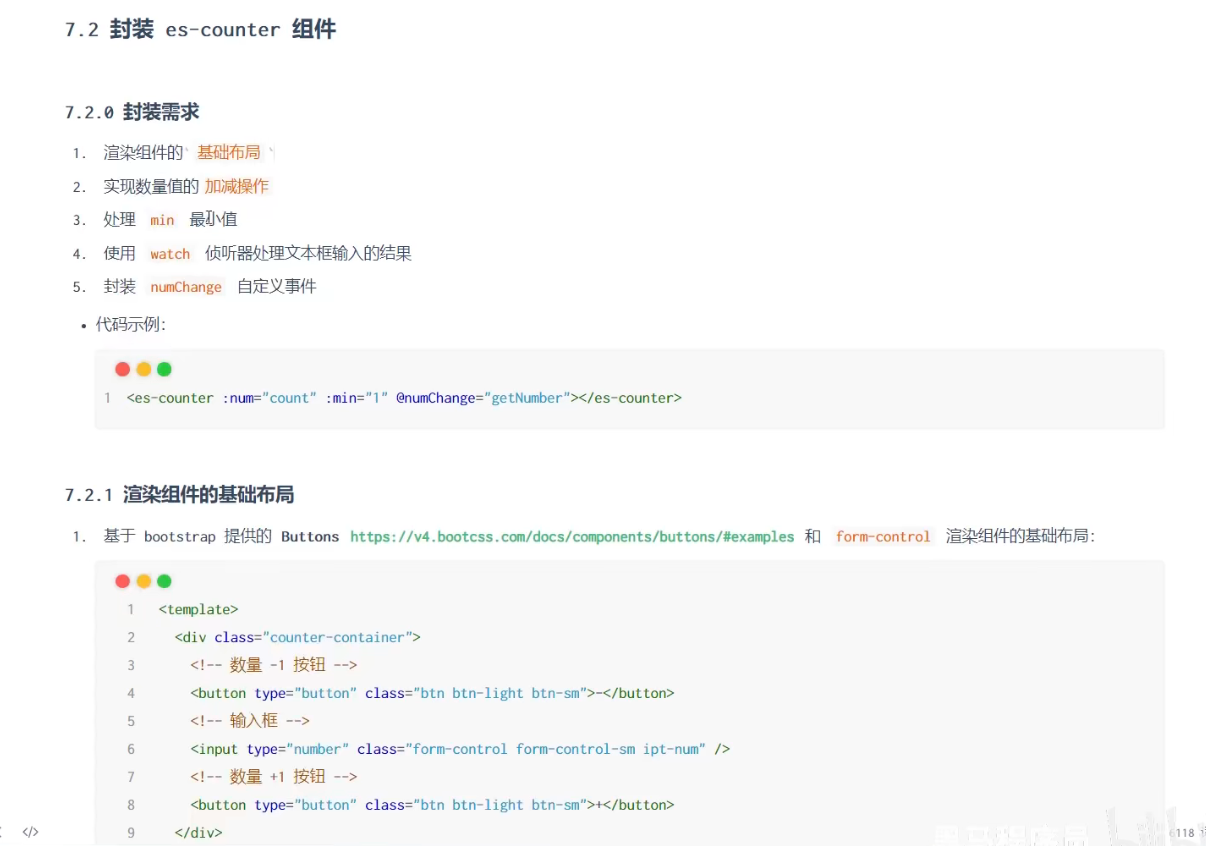 7.2 封装 es-counter 组件
7.2.0 封装需求
1. 渲染组件的` 基础布局 `
2. 实现数量值的 加减操作
3. 处理 min 最小值
4. 使用 watch 侦听器处理文本框输入的结果
5. 封装 numChange 自定义事件
• 代码示例：
1 <es-counter :num="count" :min="1" @numChange="getNumber"></es-counter>
7.2.1 渲染组件的基础布局
1. 基于 bootstrap 提供的 Buttons https://v4.bootcss.com/docs/components/buttons/#examples 和 form-control 渲染组件的基础布局：
1 <template>
2 <div class="counter-container">
3 <!-- 数量 -1 按钮 -->
4 <button type="button" class="btn btn-light btn-sm">-</button>
5 <!-- 输入框 -->
6 <input type="number" class="form-control form-control-sm ipt-num" />
7 <!-- 数量 +1 按钮 -->
8 <button type="button" class="btn btn-light btn-sm">+</button>
9 </div>
</>